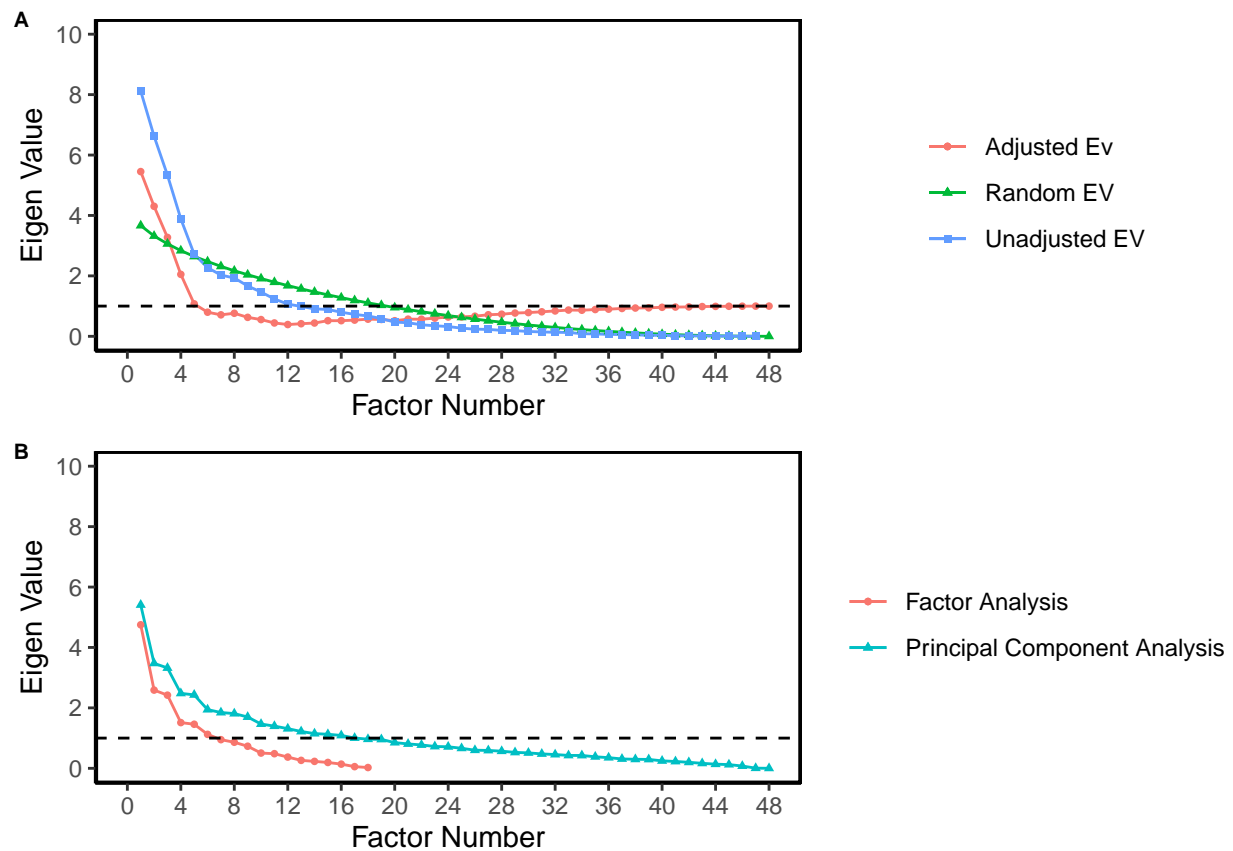 A
10
8
6
4
2
0
Eigen Value
0 4 8 12 16 20 24 28 32 36 40 44 48
Factor Number
Adjusted Ev
Random EV
Unadjusted EV
B
10
8
6
4
2
0
Eigen Value
0 4 8 12 16 20 24 28 32 36 40 44 48
Factor Number
Factor Analysis
Principal Component Analysis